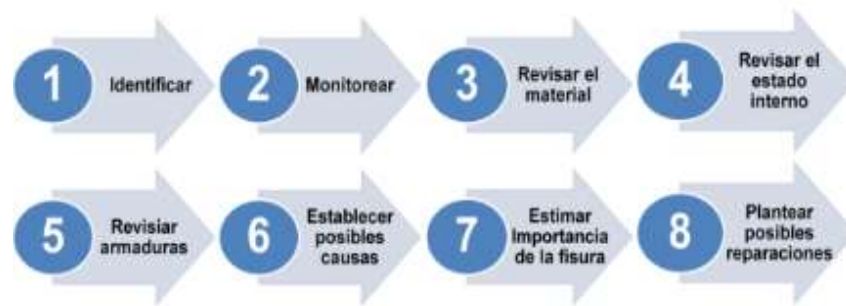 1
Identificar
2
Monitorear
3
Revisar el
material
4
Revisar el
estado
interno
5
Revisiar
armaduras
6
Establecer
posibles
causas
7
Estimar
Importancia
de la fisura
8
Plantear
posibles
reparaciones